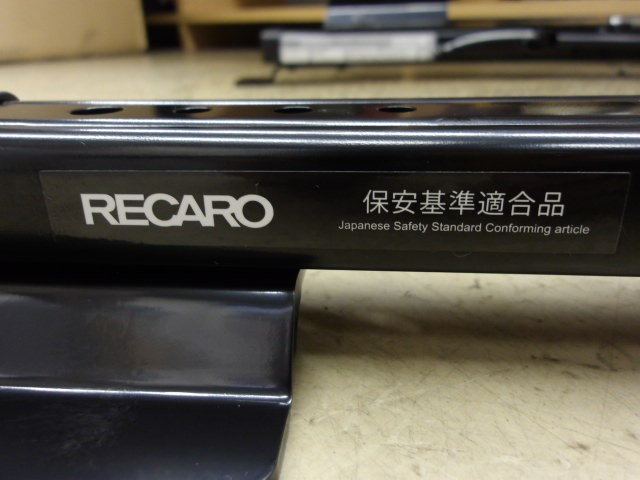 RECARO
保安基準適合品
Japanese Safety Standard Conforming article